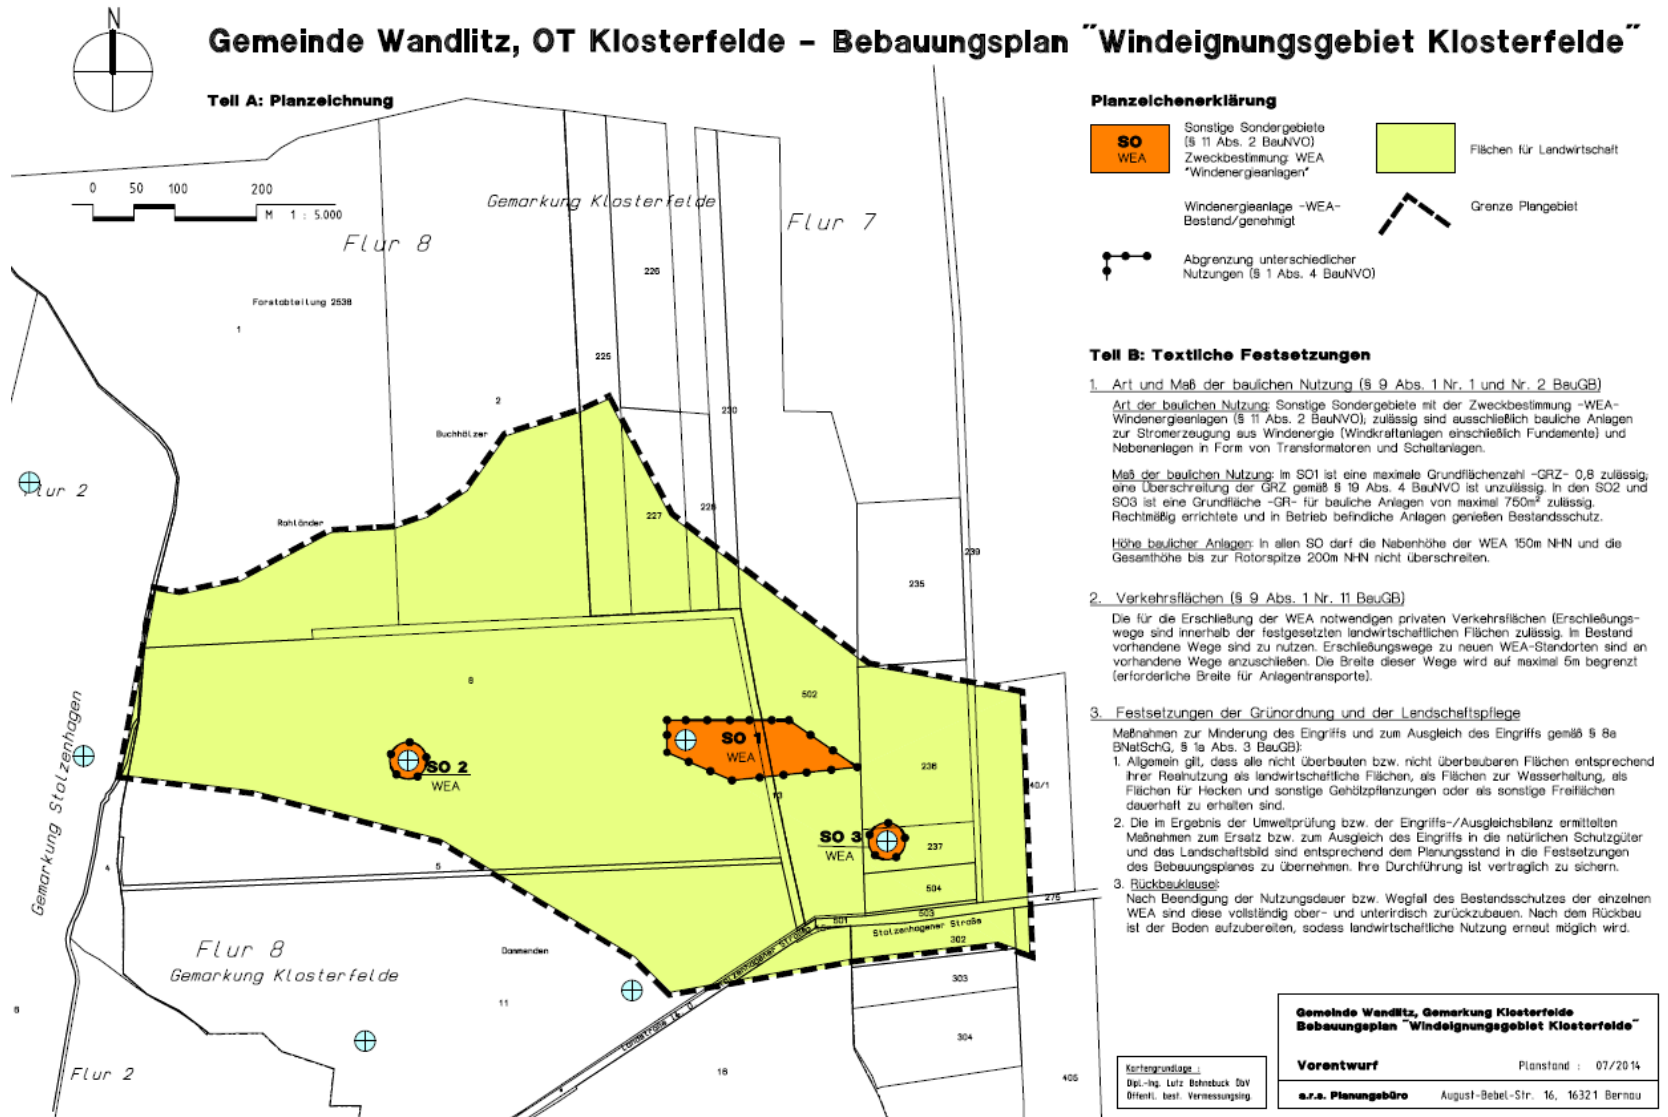 N
Gemeinde Wandlitz, OT Klosterfelde - Bebauungsplan "Windeignungsgebiet Klosterfelde"
Teil A: Planzeichnung
0 50 100 200
M 1 : 5.000
Gemarkung Klosterfelde
Flur 7
Flur 8
226
Forstabteilung 2538
1
225
2
230
Buchhölzer
Flur 2
227
228
Rohländer
239
235
8
502
Gemarkung Stolzenhagen
SO 1
WEA
SO 2
WEA
236
40/1
13
SO 3
WEA
237
4
5
504
276
503
501
Stolzenhagener Straße
302
Stolzenhagener Straße
Flur 8
Gemarkung Klosterfelde
Danmenden
303
11
6
304
Flur 2
16
405
Planzeichenerklärung
SO
WEA
Sonstige Sondergebiete
(§ 11 Abs. 2 BauNVO)
Zweckbestimmung: WEA
"Windenergieanlagen"
Flächen für Landwirtschaft
Windenergieanlage -WEA-
Bestand/genehmigt
Grenze Plangebiet
Abgrenzung unterschiedlicher
Nutzungen (§ 1 Abs. 4 BauNVO)
Teil B: Textliche Festsetzungen
1. Art und Maß der baulichen Nutzung (§ 9 Abs. 1 Nr. 1 und Nr. 2 BauGB)
Art der baulichen Nutzung: Sonstige Sondergebiete mit der Zweckbestimmung -WEA-
Windenergieanlagen (§ 11 Abs. 2 BauNVO); zulässig sind ausschließlich bauliche Anlagen
zur Stromerzeugung aus Windenergie (Windkraftanlagen einschließlich Fundamente) und
Nebenanlagen in Form von Transformatoren und Schaltanlagen.
Maß der baulichen Nutzung: Im SO1 ist eine maximale Grundflächenzahl -GRZ- 0,8 zulässig;
eine Überschreitung der GRZ gemäß § 19 Abs. 4 BauNVO ist unzulässig. In den SO2 und
SO3 ist eine Grundfläche -GR- für bauliche Anlagen von maximal 750m² zulässig.
Rechtmäßig errichtete und in Betrieb befindliche Anlagen genießen Bestandsschutz.
Höhe baulicher Anlagen: In allen SO darf die Nabenhöhe der WEA 150m NHN und die
Gesamthöhe bis zur Rotorspitze 200m NHN nicht überschreiten.
2. Verkehrsflächen (§ 9 Abs. 1 Nr. 11 BauGB)
Die für die Erschließung der WEA notwendigen privaten Verkehrsflächen (Erschließungs-
wege sind innerhalb der festgesetzten landwirtschaftlichen Flächen zulässig. Im Bestand
vorhandene Wege sind zu nutzen. Erschließungswege zu neuen WEA-Standorten sind an
vorhandene Wege anzuschließen. Die Breite dieser Wege wird auf maximal 5m begrenzt
(erforderliche Breite für Anlagentransporte).
3. Festsetzungen der Grünordnung und der Landschaftspflege
Maßnahmen zur Minderung des Eingriffs und zum Ausgleich des Eingriffs gemäß § 8a
BNatSchG, § 1a Abs. 3 BauGB):
1. Allgemein gilt, dass alle nicht überbauten bzw. nicht überbaubaren Flächen entsprechend
ihrer Realnutzung als landwirtschaftliche Flächen, als Flächen zur Wasserhaltung, als
Flächen für Hecken und sonstige Gehölzpflanzungen oder als sonstige Freiflächen
dauerhaft zu erhalten sind.
2. Die im Ergebnis der Umweltprüfung bzw. der Eingriffs-/Ausgleichsbilanz ermittelten
Maßnahmen zum Ersatz bzw. zum Ausgleich des Eingriffs in die natürlichen Schutzgüter
und das Landschaftsbild sind entsprechend dem Planungsstand in die Festsetzungen
des Bebauungsplanes zu übernehmen. Ihre Durchführung ist vertraglich zu sichern.
3. Rückbauklausel:
Nach Beendigung der Nutzungsdauer bzw. Wegfall des Bestandsschutzes der einzelnen
WEA sind diese vollständig ober- und unterirdisch zurückzubauen. Nach dem Rückbau
ist der Boden aufzubereiten, sodass landwirtschaftliche Nutzung erneut möglich wird.
Kartengrundlage :
Dipl.-Ing. Lutz Bohnebuck ÖbV
Öffentl. best. Vermessungsing.
Gemeinde Wandlitz, Gemarkung Klosterfelde
Bebauungsplan "Windeignungsgebiet Klosterfelde"
Vorentwurf Planstand : 07/2014
a.r.s. Planungsbüro August-Bebel-Str. 16, 16321 Bernau